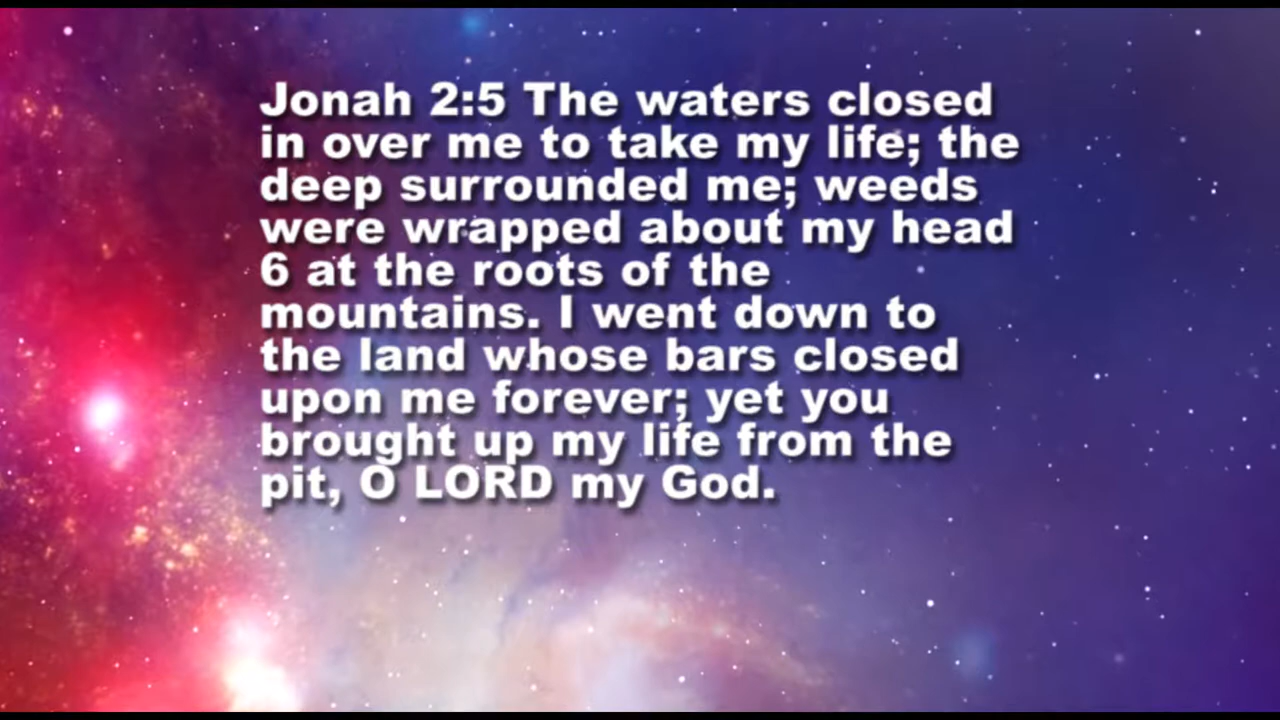 Jonah 2:5 The waters closed
in over me to take my life; the
deep surrounded me; weeds
were wrapped about my head
6 at the roots of the
mountains. I went down to
the land whose bars closed
upon me forever; yet you
brought up my life from the
pit, O LORD my God.